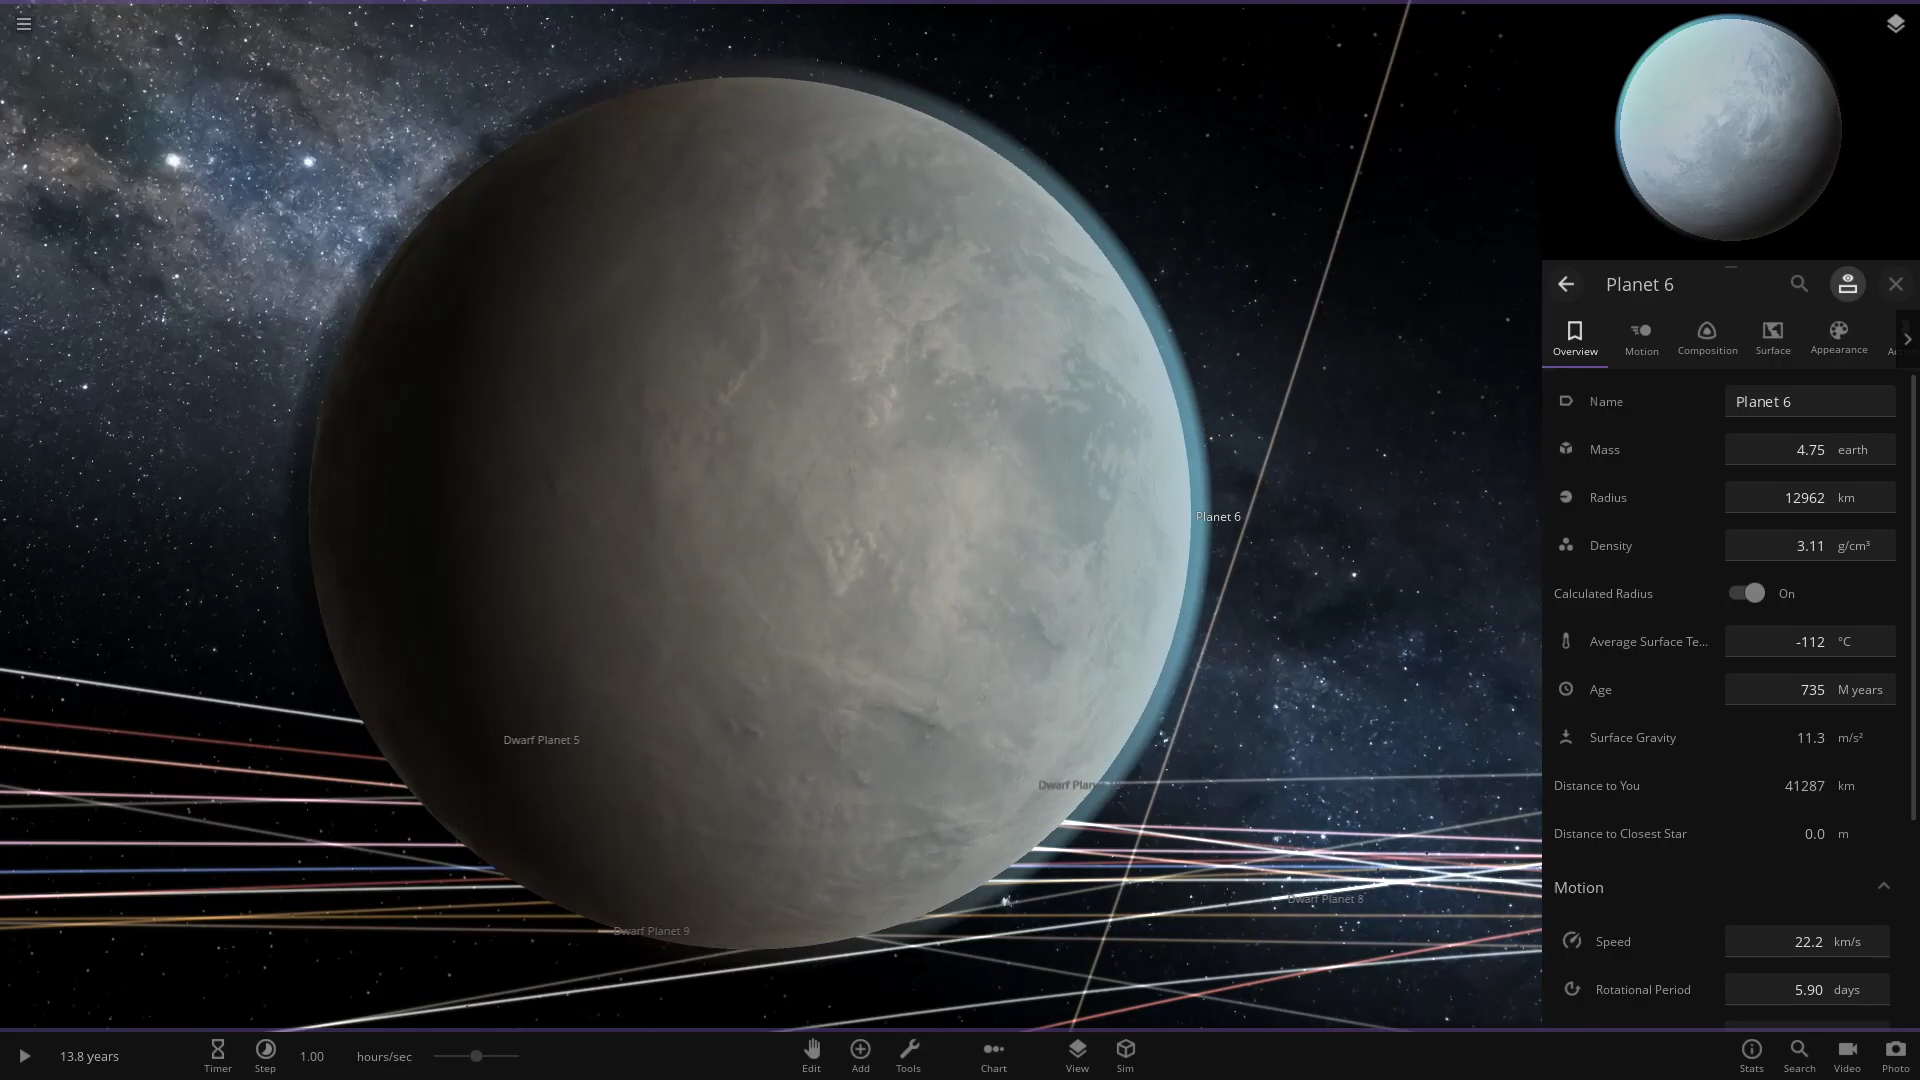 Planet 6
Overview
Motion
Composition
Surface
Appearance
Name
Planet 6
Mass
4.75 earth
Radius
12962 km
Density
3.11 g/cm³
Calculated Radius
On
Average Surface Te...
-112 °C
Age
735 M years
Surface Gravity
11.3 m/s²
Distance to You
41287 km
Distance to Closest Star
0.0 m
Motion
Speed
22.2 km/s
Rotational Period
5.90 days
Planet 6
Dwarf Planet 5
Dwarf
Dwarf Planet 8
Dwarf Planet 9
13.8 years
Timer
Step
1.00 hours/sec
Edit
Add
Tools
Chart
View
Sim
Stats
Search
Video
Photo